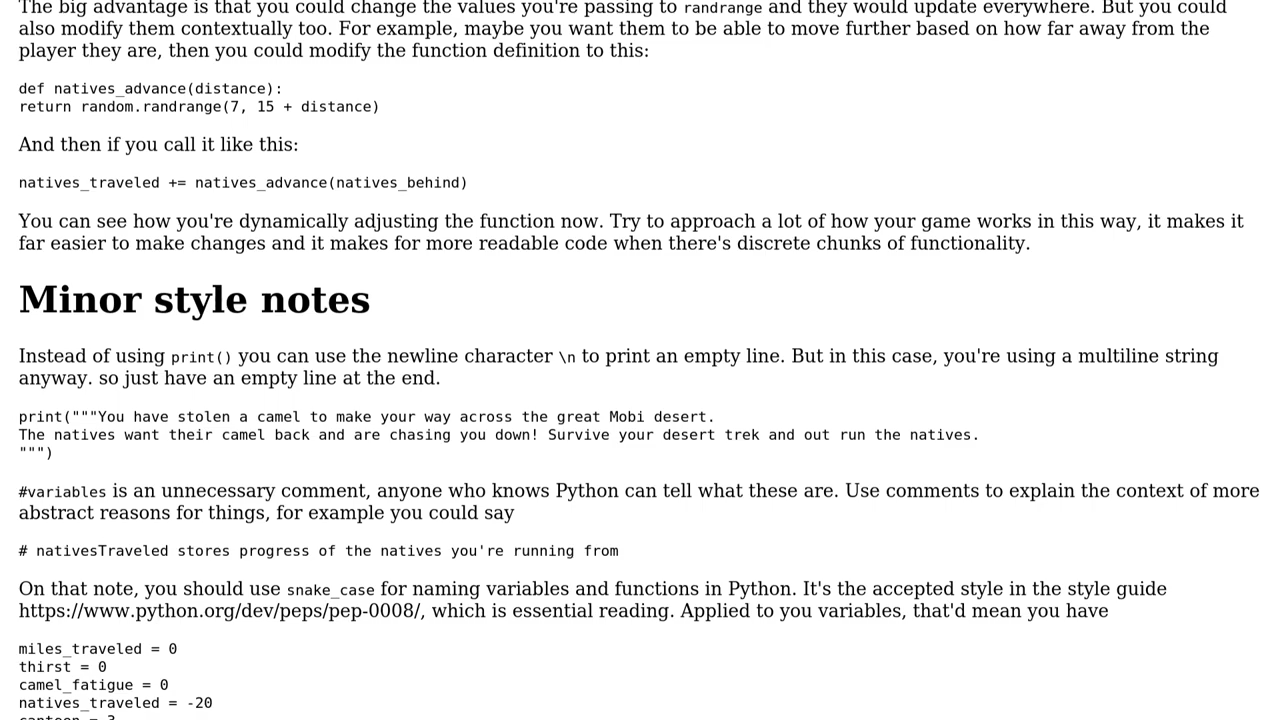 The big advantage is that you could change the values you're passing to randrange and they would update everywhere. But you could
also modify them contextually too. For example, maybe you want them to be able to move further based on how far away from the
player they are, then you could modify the function definition to this:
def natives_advance(distance):
return random.randrange(7, 15 + distance)
And then if you call it like this:
natives_traveled += natives_advance(natives_behind)
You can see how you're dynamically adjusting the function now. Try to approach a lot of how your game works in this way, it makes it
far easier to make changes and it makes for more readable code when there's discrete chunks of functionality.
Minor style notes
Instead of using print() you can use the newline character \n to print an empty line. But in this case, you're using a multiline string
anyway. so just have an empty line at the end.
print("""You have stolen a camel to make your way across the great Mobi desert.
The natives want their camel back and are chasing you down! Survive your desert trek and out run the natives.
""")
#variables is an unnecessary comment, anyone who knows Python can tell what these are. Use comments to explain the context of more
abstract reasons for things, for example you could say
# nativesTraveled stores progress of the natives you're running from
On that note, you should use snake_case for naming variables and functions in Python. It's the accepted style in the style guide
https://www.python.org/dev/peps/pep-0008/, which is essential reading. Applied to you variables, that'd mean you have
miles_traveled = 0
thirst = 0
camel_fatigue = 0
natives_traveled = -20
canteen = 3